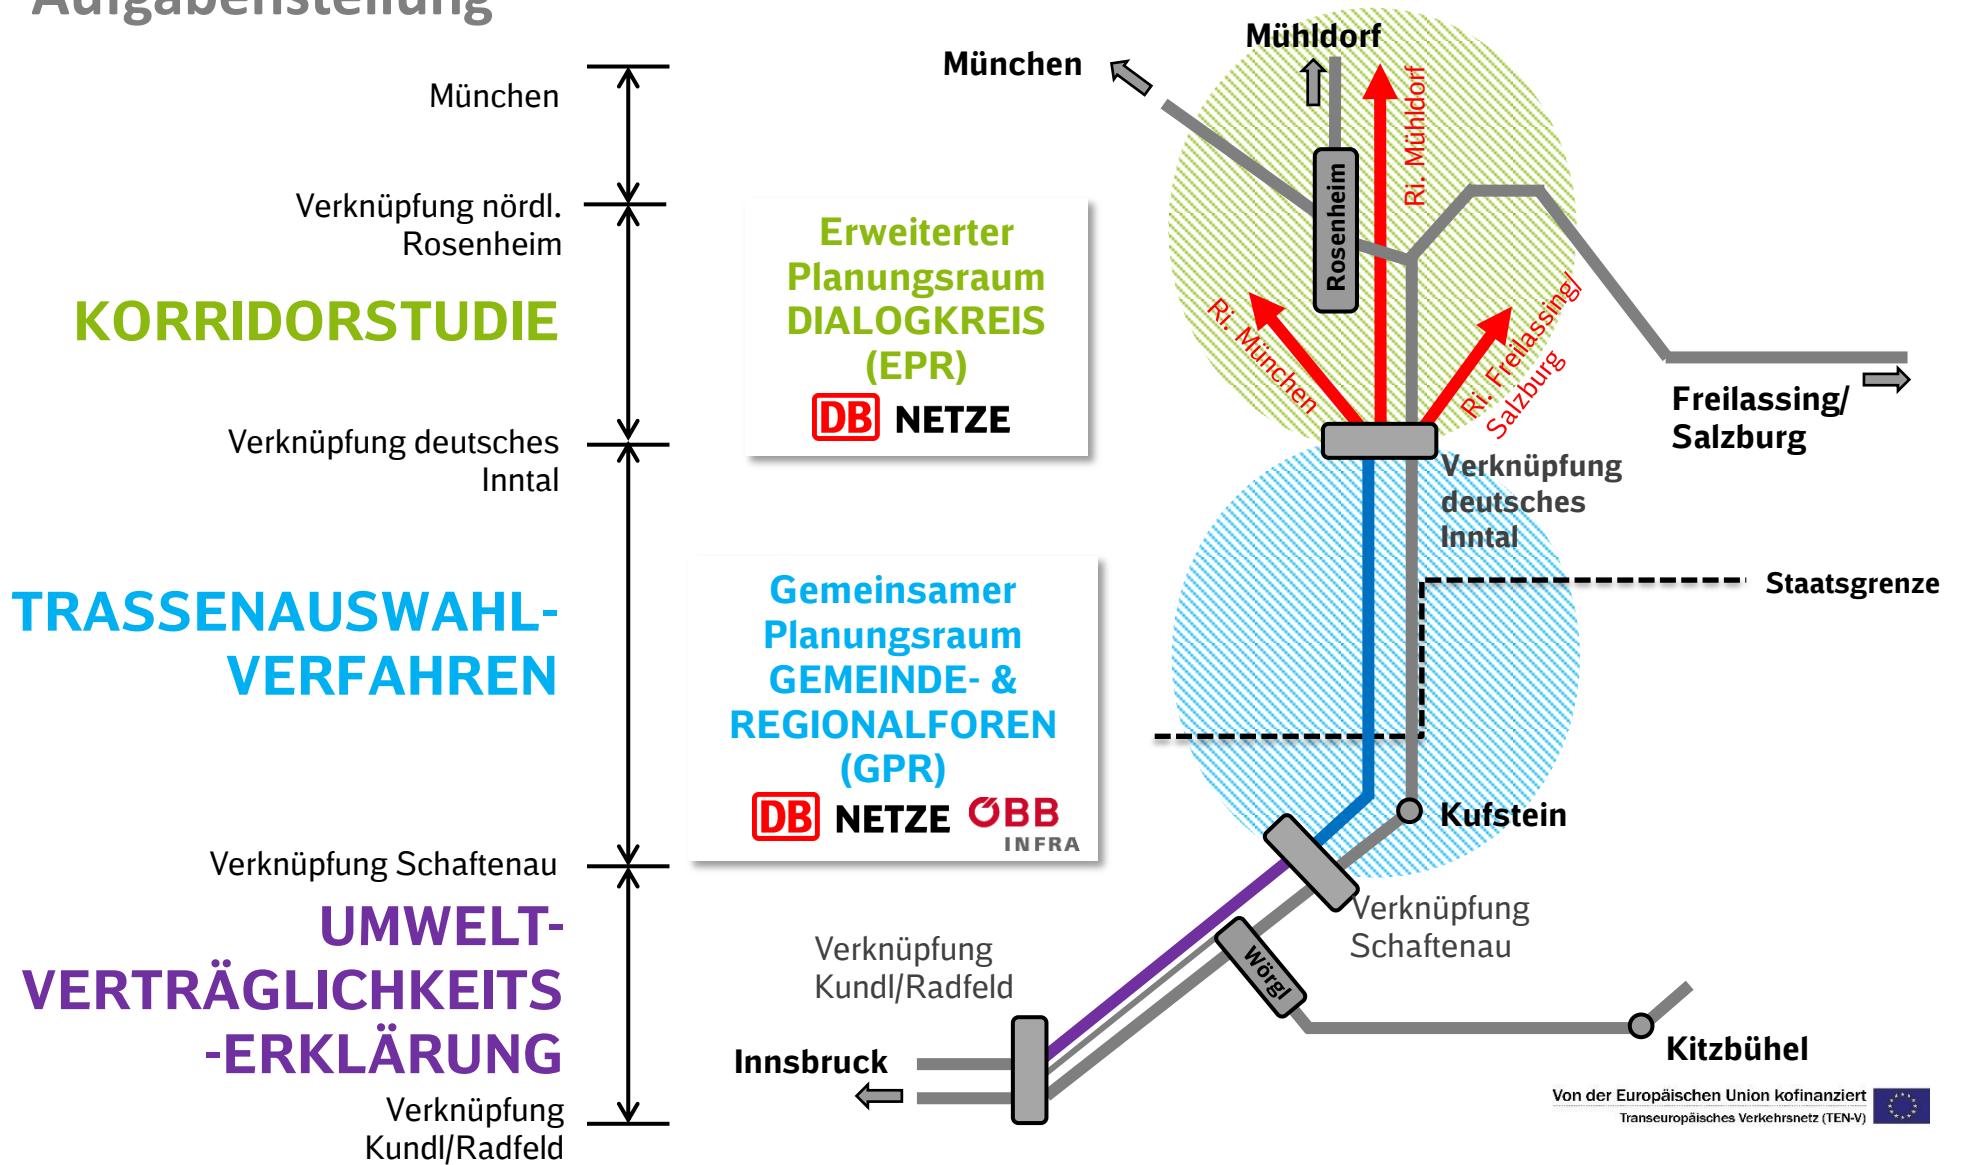 Aufgabenstellung
München
Verknüpfung nördl.
Rosenheim
KORRIDORSTUDIE
Verknüpfung deutsches
Inntal
TRASSENAUSWAHL-
VERFAHREN
Verknüpfung Schaftenau
UMWELT-
VERTRÄGLICHKEITS
-ERKLÄRUNG
Verknüpfung
Kundl/Radfeld
Erweiterter
Planungsraum
DIALOGKREIS
(EPR)
DB NETZE
Gemeinsamer
Planungsraum
GEMEINDE- &
REGIONALFOREN
(GPR)
DB NETZE ÖBB
INFRA
München
Mühldorf
Ri. Mühldorf
Rosenheim
Ri. München
Ri. Freilassing/
Salzburg
Freilassing/
Salzburg
Verknüpfung
deutsches
Inntal
Staatsgrenze
Kufstein
Verknüpfung
Schaftenau
Wörgl
Verknüpfung
Kundl/Radfeld
Innsbruck
Kitzbühel
Von der Europäischen Union kofinanziert
Transeuropäisches Verkehrsnetz (TEN-V)